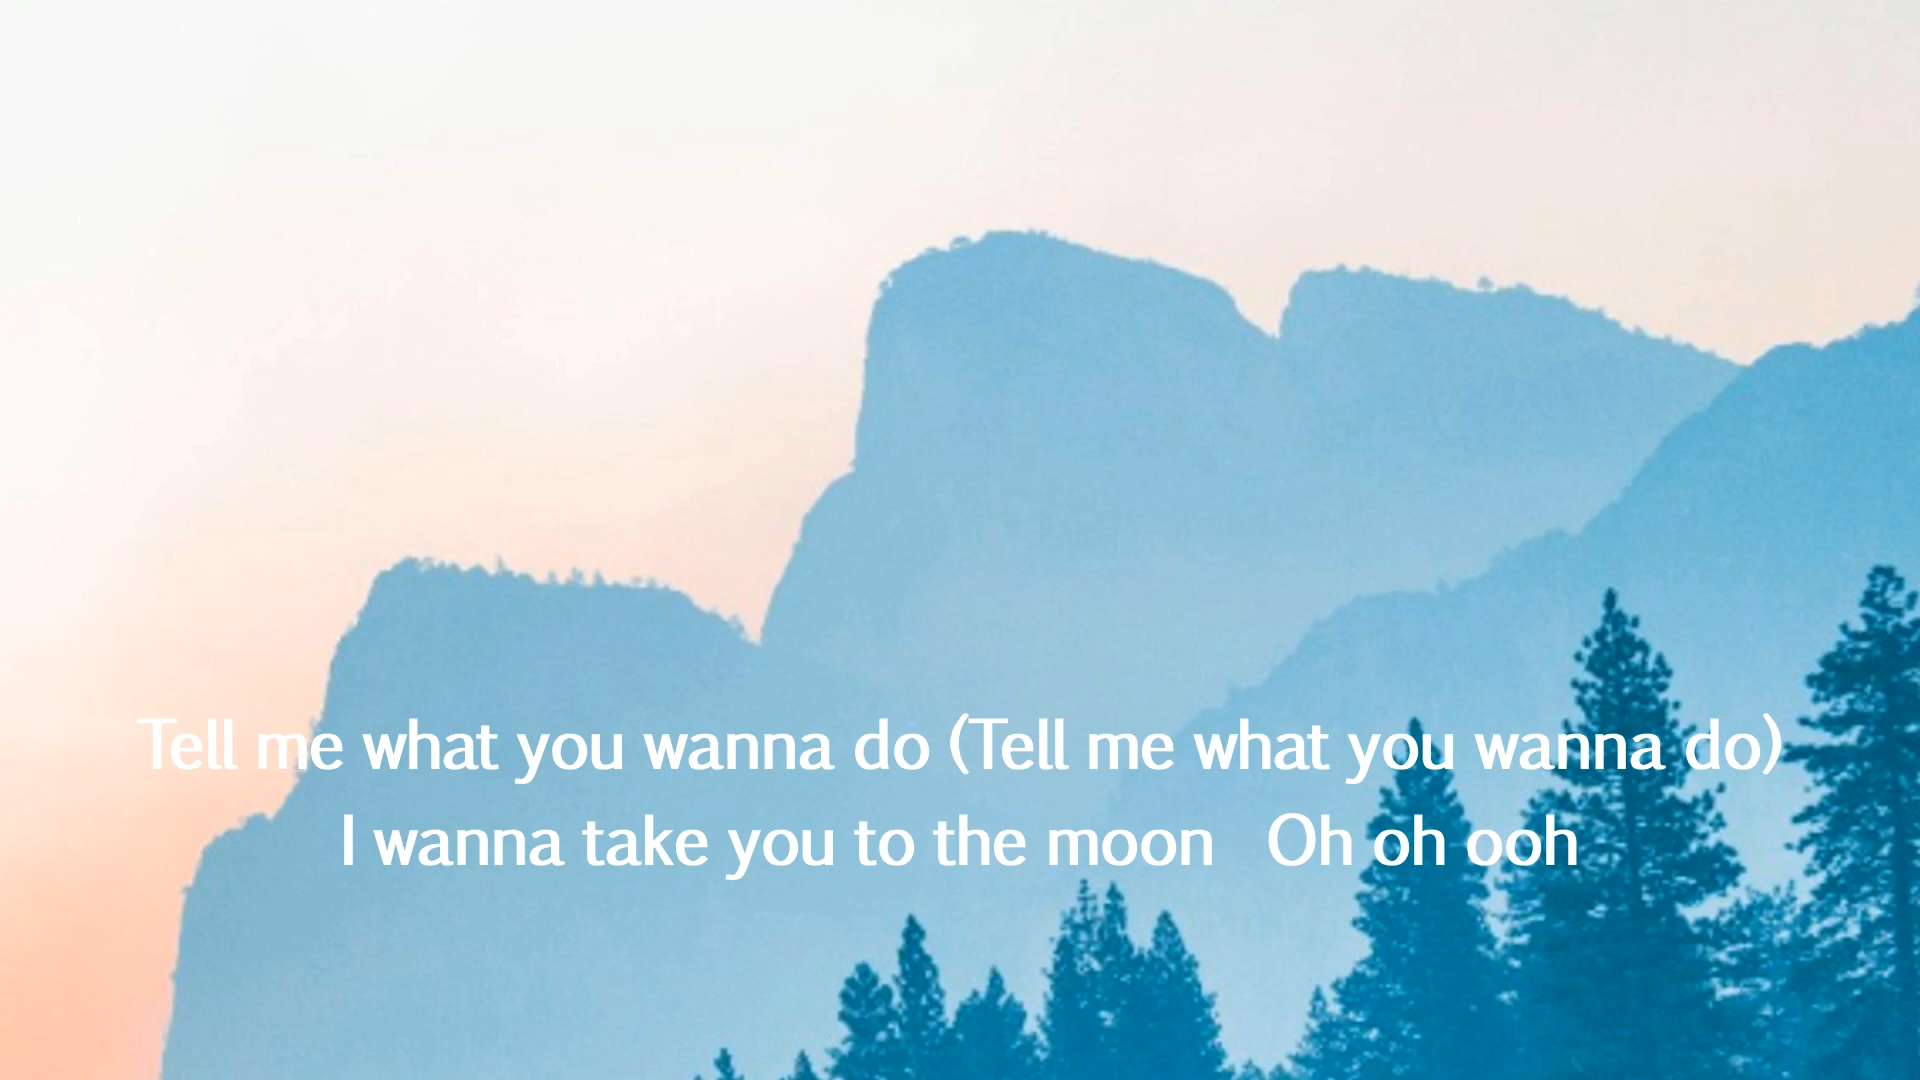 Tell me what you wanna do (Tell me what you wanna do)
I wanna take you to the moon   Oh oh ooh